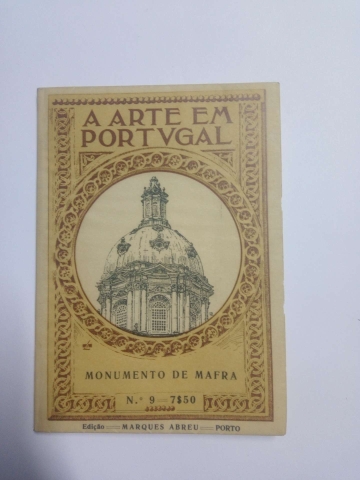 A ARTE EM
PORTVGAL
MONUMENTO DE MAFRA
N.º 9 = 7$50
Edição == MARQUES ABREU == PORTO